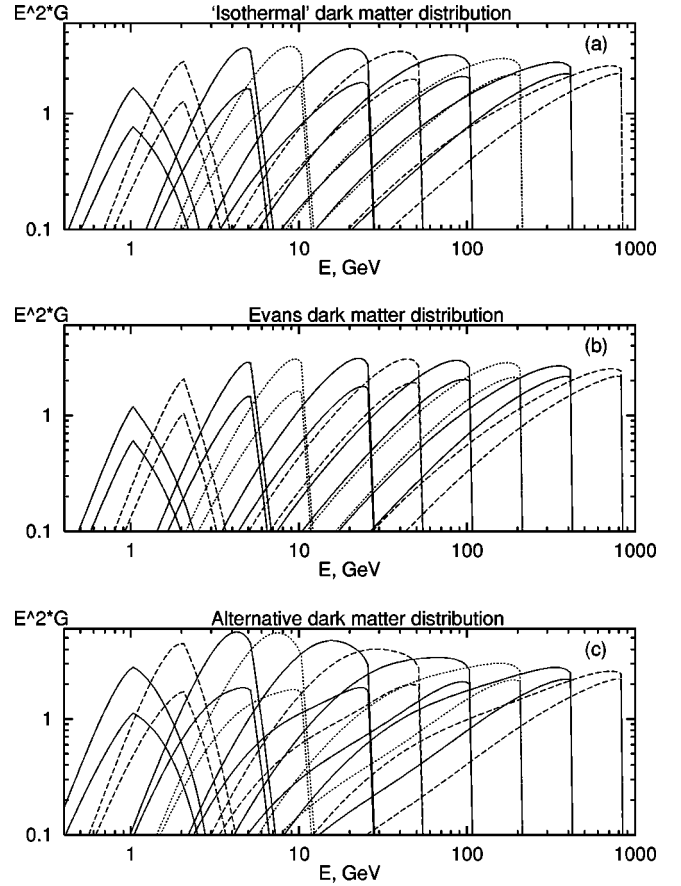 'Isothermal' dark matter distribution
E^2*G
(a)
1
0.1
1
10
100
1000
E, GeV
Evans dark matter distribution
E^2*G
(b)
1
0.1
1
10
100
1000
E, GeV
Alternative dark matter distribution
E^2*G
(c)
1
0.1
1
10
100
1000
E, GeV